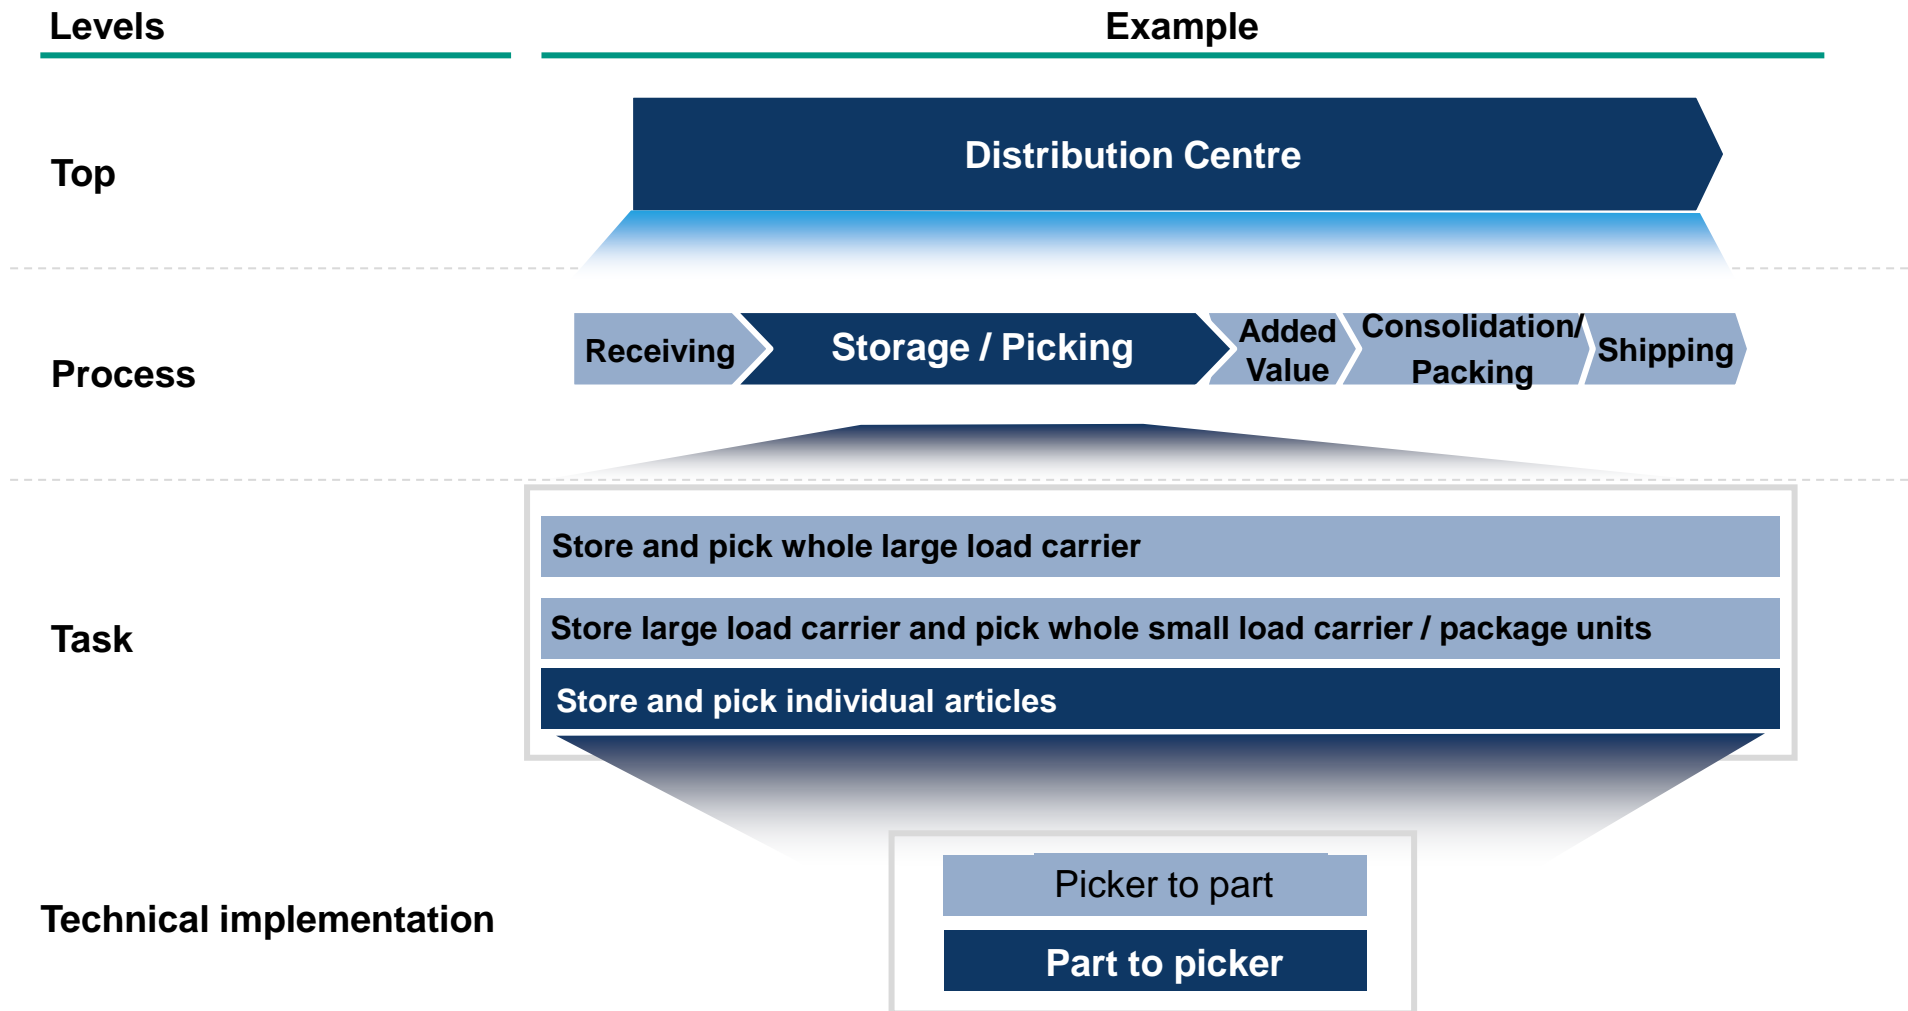 Levels
Example
Top
Distribution Centre
Process
Receiving
Storage / Picking
Added
Value
Consolidation/
Packing
Shipping
Task
Store and pick whole large load carrier
Store large load carrier and pick whole small load carrier / package units
Store and pick individual articles
Technical implementation
Picker to part
Part to picker